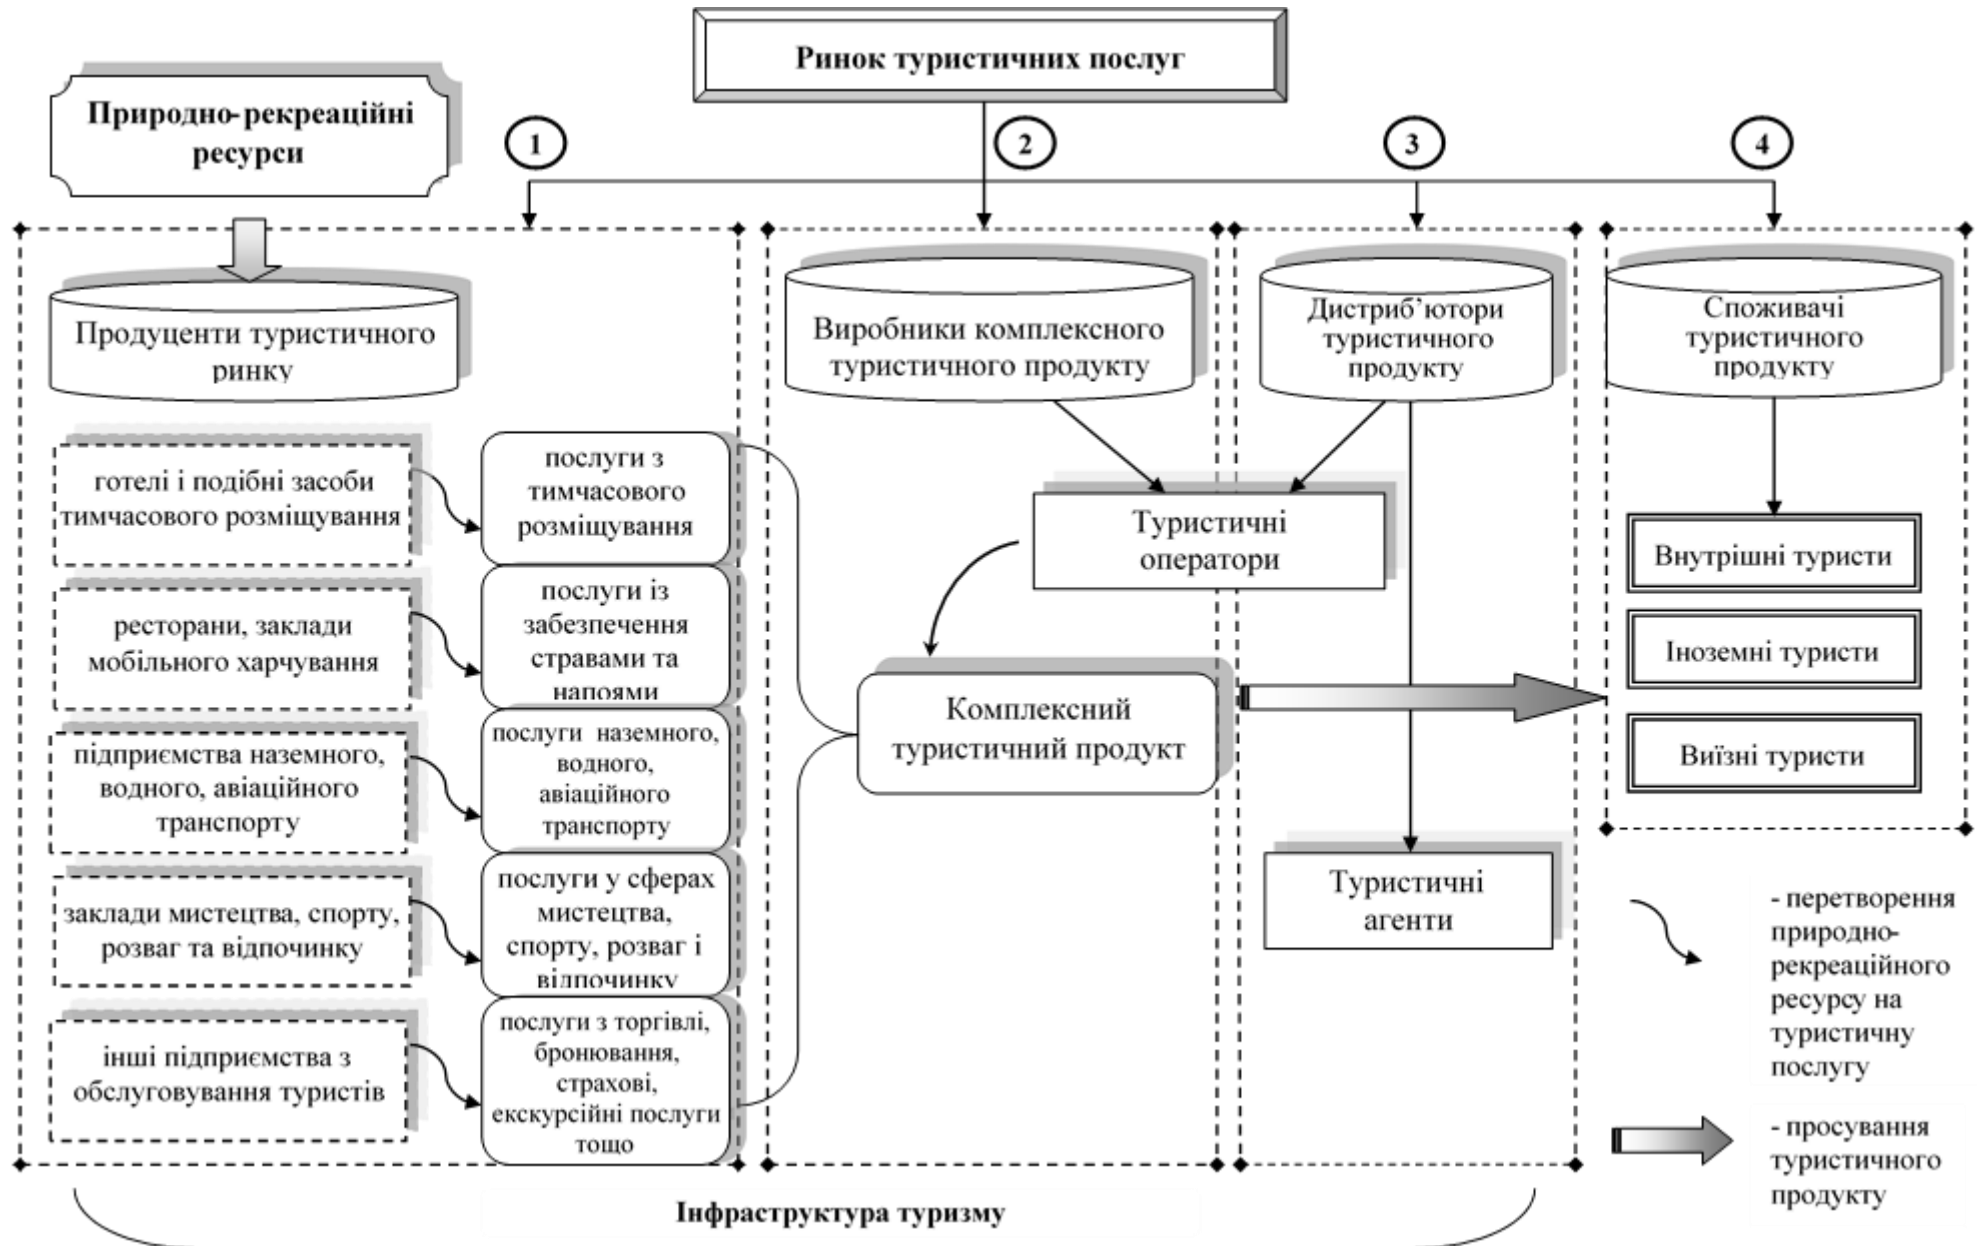 Ринок туристичних послуг
Природно-рекреаційні
ресурси
1
2
3
4
Продуценти туристичного
ринку
готелі і подібні засоби
тимчасового розміщування
ресторани, заклади
мобільного харчування
підприємства наземного,
водного, авіаційного
транспорту
заклади мистецтва, спорту,
розваг та відпочинку
інші підприємства з
обслуговування туристів
послуги з
тимчасового
розміщування
послуги із
забезпечення
стравами та
напоями
послуги наземного,
водного,
авіаційного
транспорту
послуги у сферах
мистецтва,
спорту, розваг і
відпочинку
послуги з торгівлі,
бронювання,
страхові,
екскурсійні послуги
тощо
Виробники комплексного
туристичного продукту
Дистриб’ютори
туристичного
продукту
Туристичні
оператори
Комплексний
туристичний продукт
Туристичні
агенти
Споживачі
туристичного
продукту
Внутрішні туристи
Іноземні туристи
Виїзні туристи
- перетворення
природно-
рекреаційного
ресурсу на
туристичну
послугу
- просування
туристичного
продукту
Інфраструктура туризму